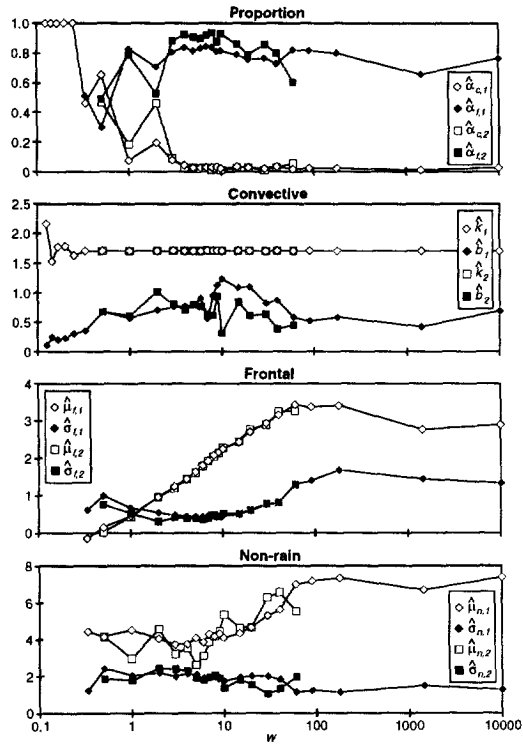 Proportion
1.0
0.8
0.6
0.4
0.2
0.0
α̂c,1
α̂f,1
α̂c,2
α̂f,2
Convective
2.5
2.0
1.5
1.0
0.5
0.0
k̂1
b̂1
k̂2
b̂2
Frontal
4
3
2
1
0
μ̂f,1
σ̂f,1
μ̂f,2
σ̂f,2
Non-rain
8
6
4
2
0
μ̂n,1
σ̂n,1
μ̂n,2
σ̂n,2
0.1 1 10 100 1000 10000
w